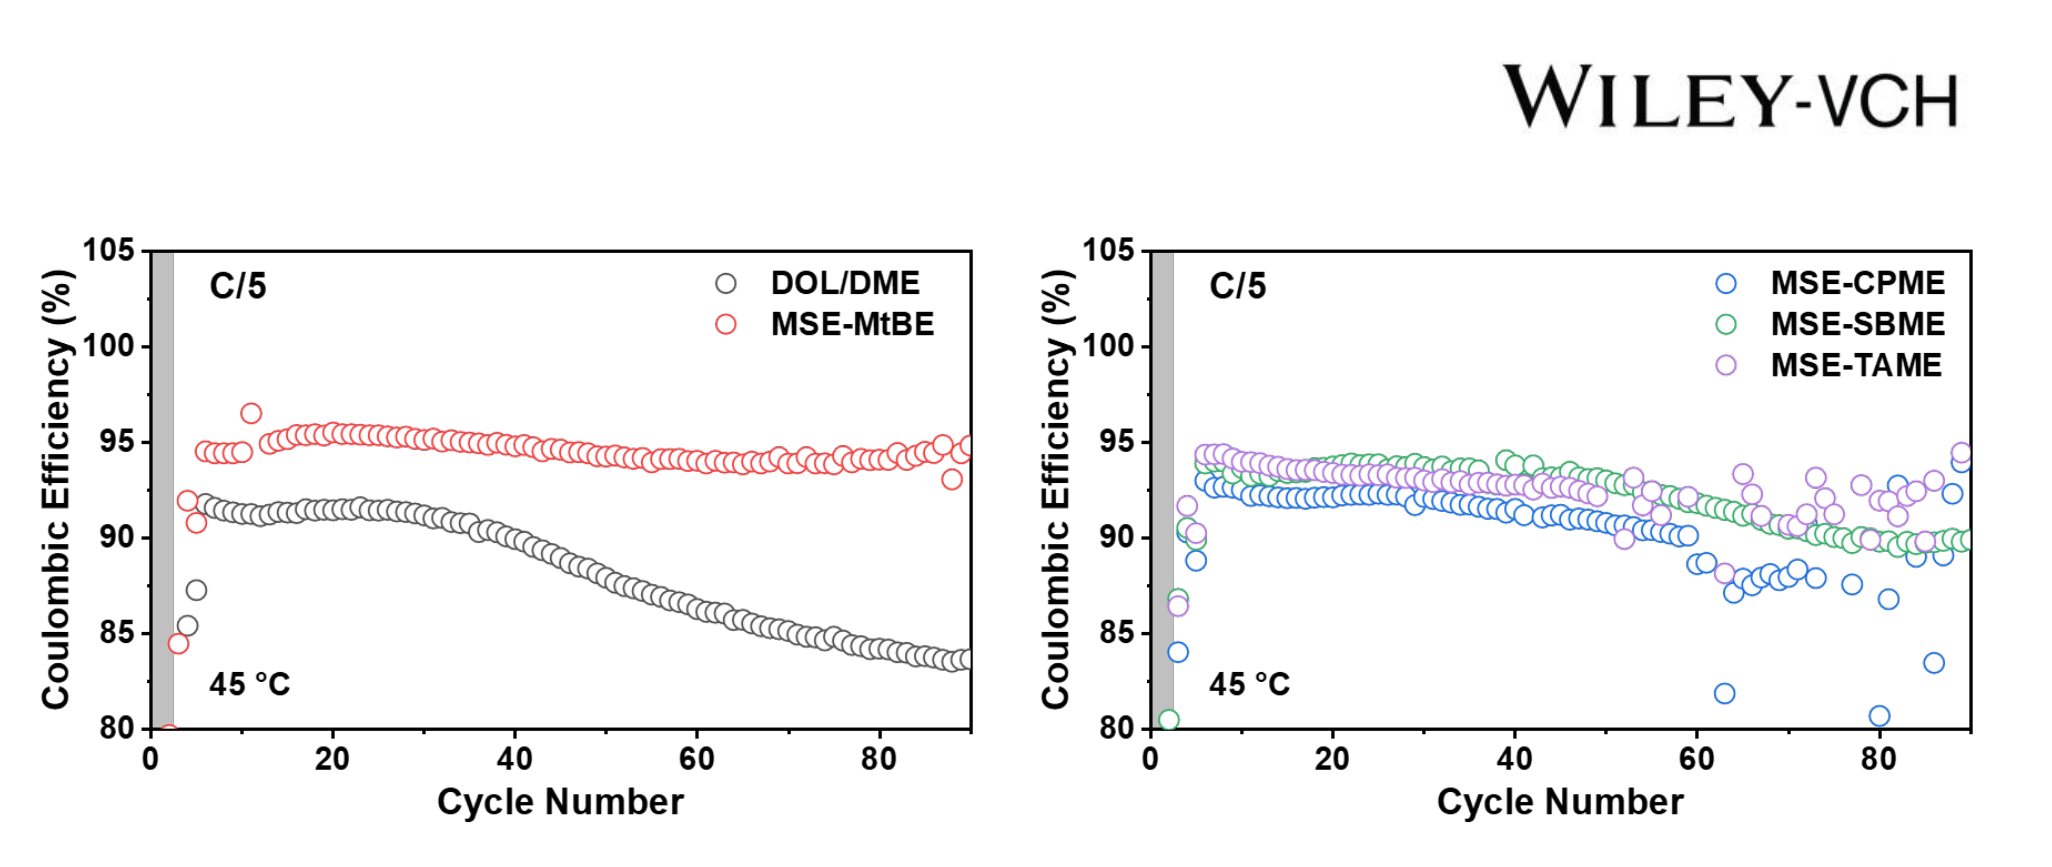 WILEY-VCH
105
100
95
90
85
80
Coulombic Efficiency (%)
C/5
DOL/DME
MSE-MtBE
45 °C
0 20 40 60 80
Cycle Number
105
100
95
90
85
80
Coulombic Efficiency (%)
C/5
MSE-CPME
MSE-SBME
MSE-TAME
45 °C
0 20 40 60 80
Cycle Number